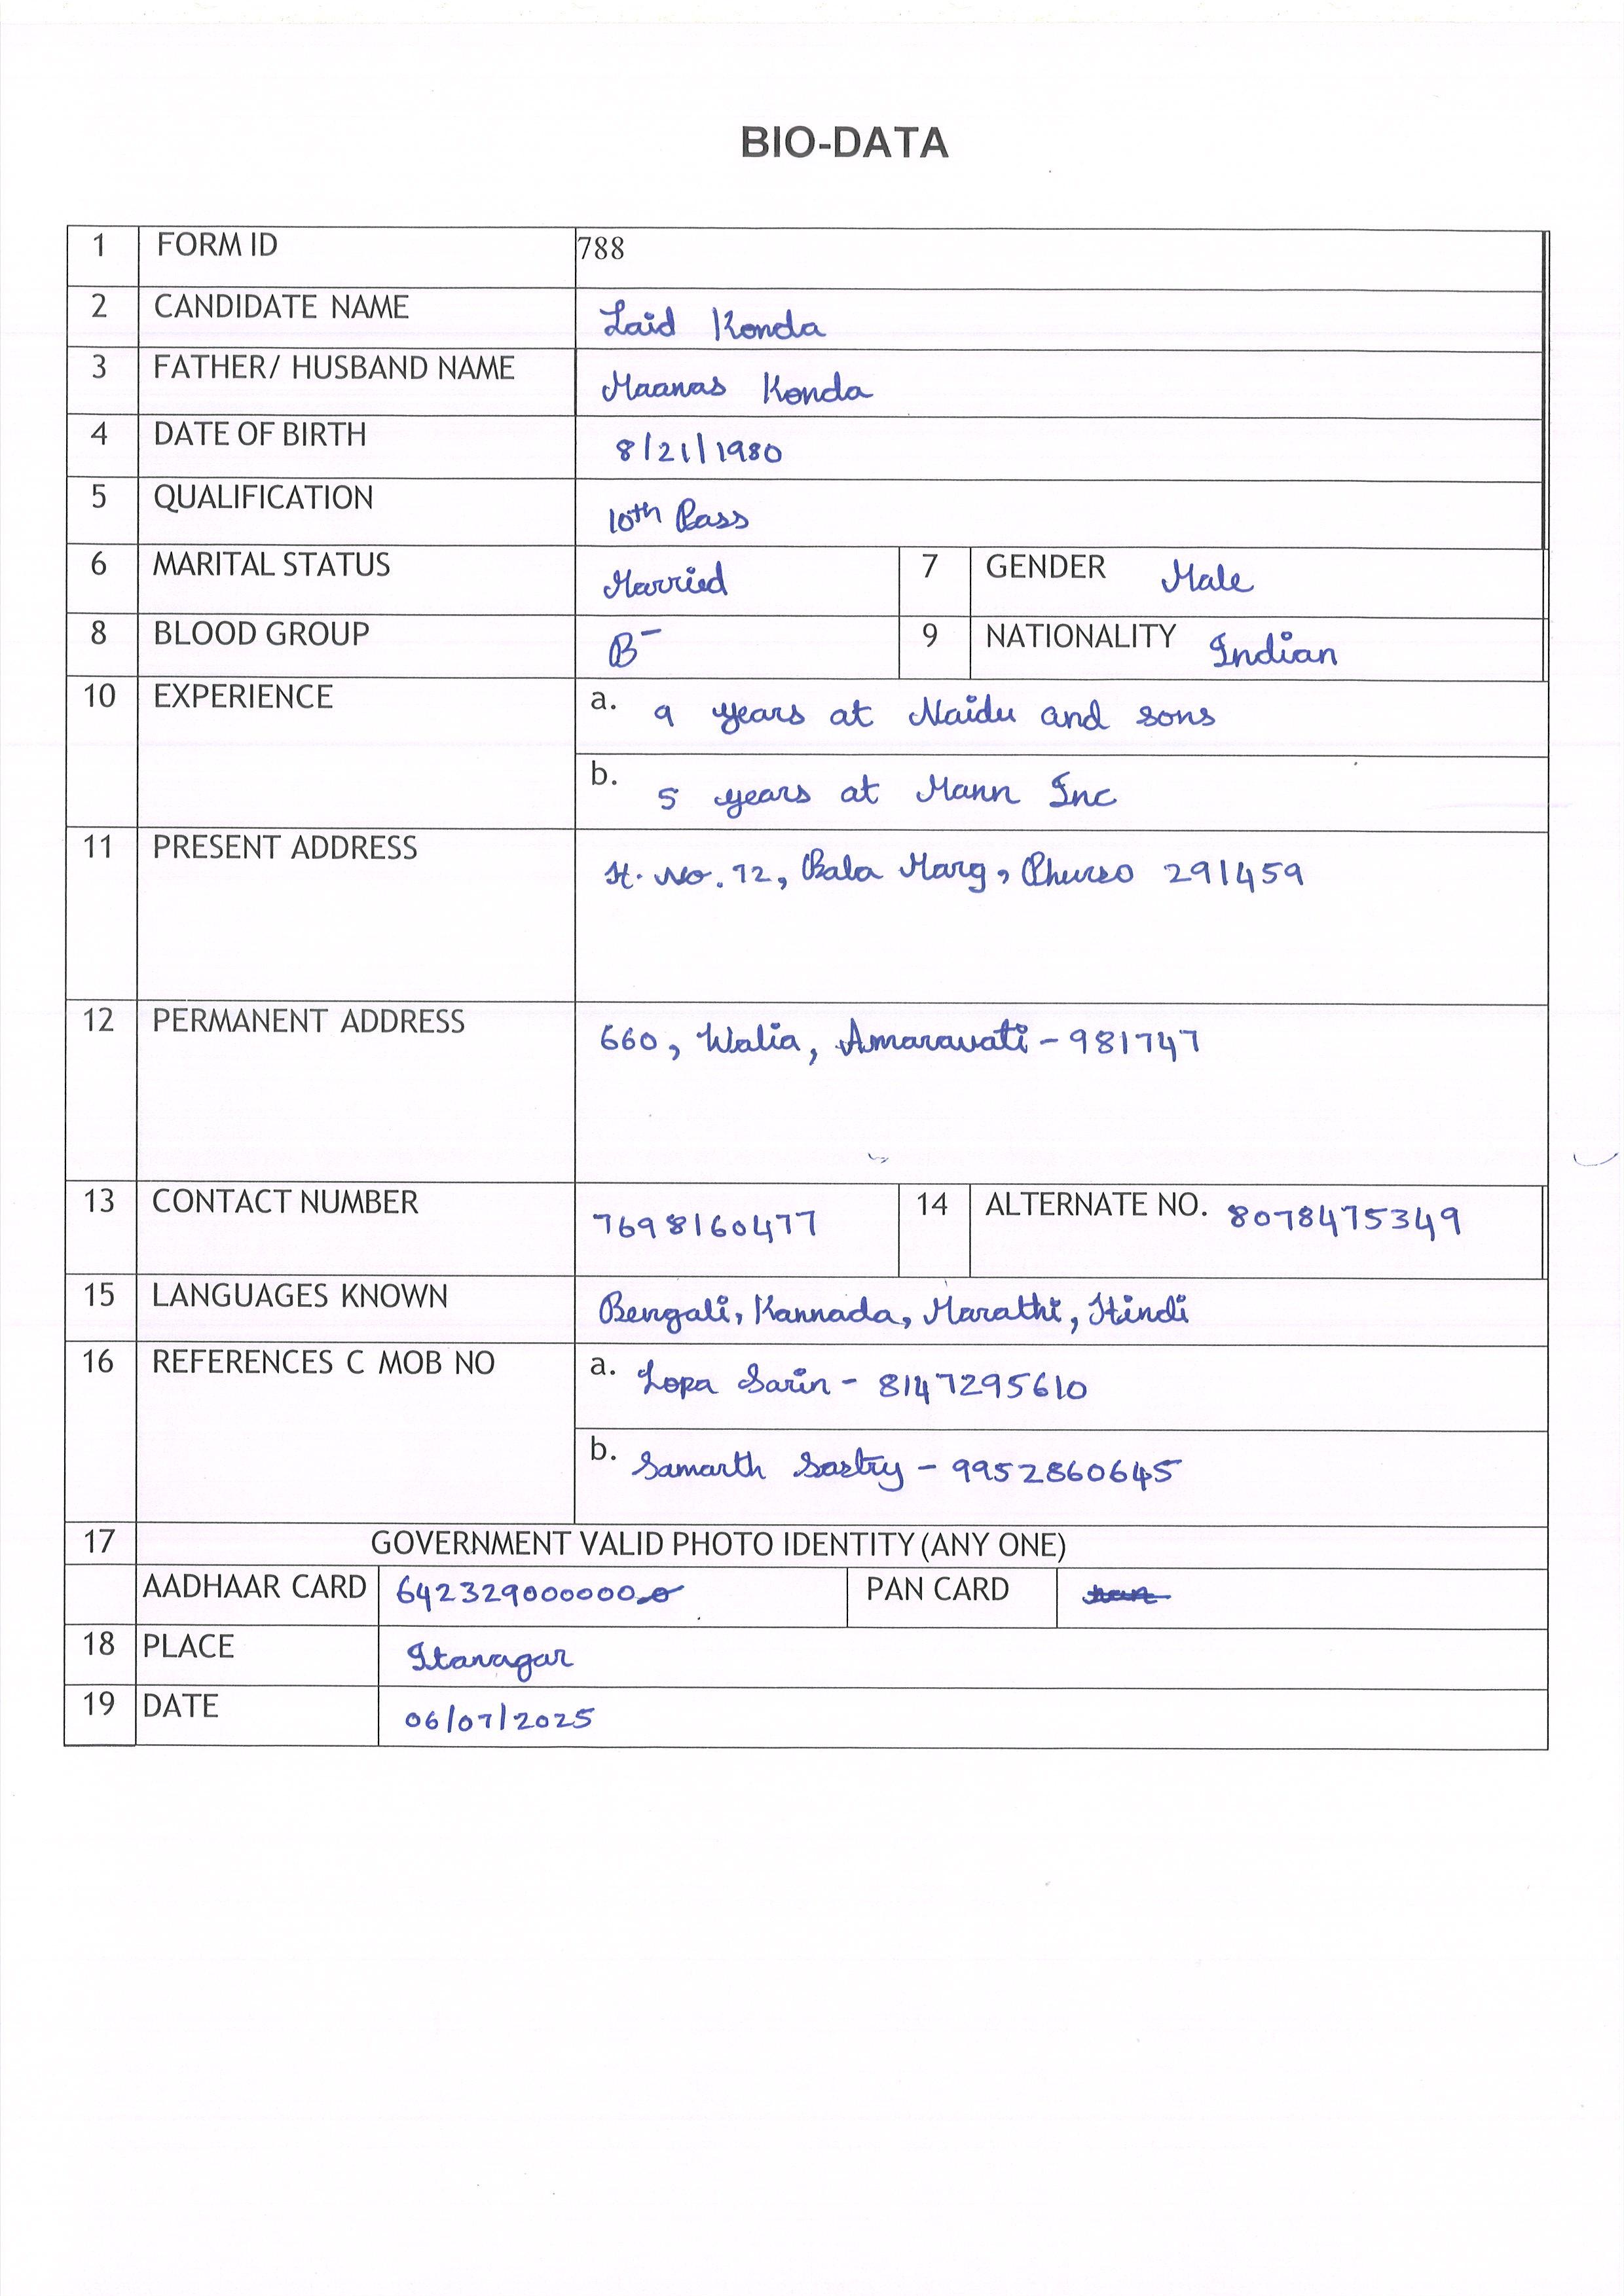 BIO-DATA
1 FORM ID 788
2 CANDIDATE NAME Laid Konda
3 FATHER/ HUSBAND NAME Maanas Konda
4 DATE OF BIRTH 8/21/1980
5 QUALIFICATION 10th Pass
6 MARITAL STATUS Married 7 GENDER Male
8 BLOOD GROUP B- 9 NATIONALITY Indian
10 EXPERIENCE a. 9 years at Naidu and sons
b. 5 years at Mann Inc
11 PRESENT ADDRESS H. No. 72, Bala Marg, 291459
12 PERMANENT ADDRESS 660, Walia, Amaravati - 981747
13 CONTACT NUMBER 7698160477 14 ALTERNATE NO. 8078475349
15 LANGUAGES KNOWN Bengali, Kannada, Marathi, Hindi
16 REFERENCES C MOB NO a. Lopa Sarin - 8147295610
b. Samarth Sastry - 9952860645
17 GOVERNMENT VALID PHOTO IDENTITY (ANY ONE)
AADHAAR CARD 642329000000 PAN CARD
18 PLACE Itanagar
19 DATE 06/07/2025